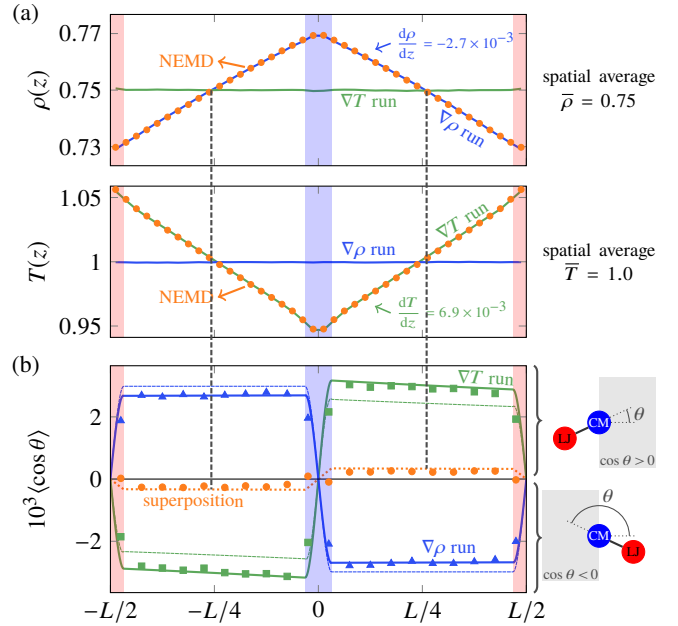 (a)
0.77
0.75
0.73
ρ(z)
NEMD
dρ/dz = −2.7 × 10⁻³
∇T run
∇ρ run
spatial average
ρ̅ = 0.75
1.05
1
0.95
T(z)
∇ρ run
∇T run
NEMD
dT/dz = 6.9 × 10⁻³
spatial average
T̅ = 1.0
(b)
2
0
−2
10³⟨cos θ⟩
∇T run
superposition
∇ρ run
−L/2
−L/4
0
L/4
L/2
CM
θ
LJ
cos θ > 0
θ
CM
LJ
cos θ < 0